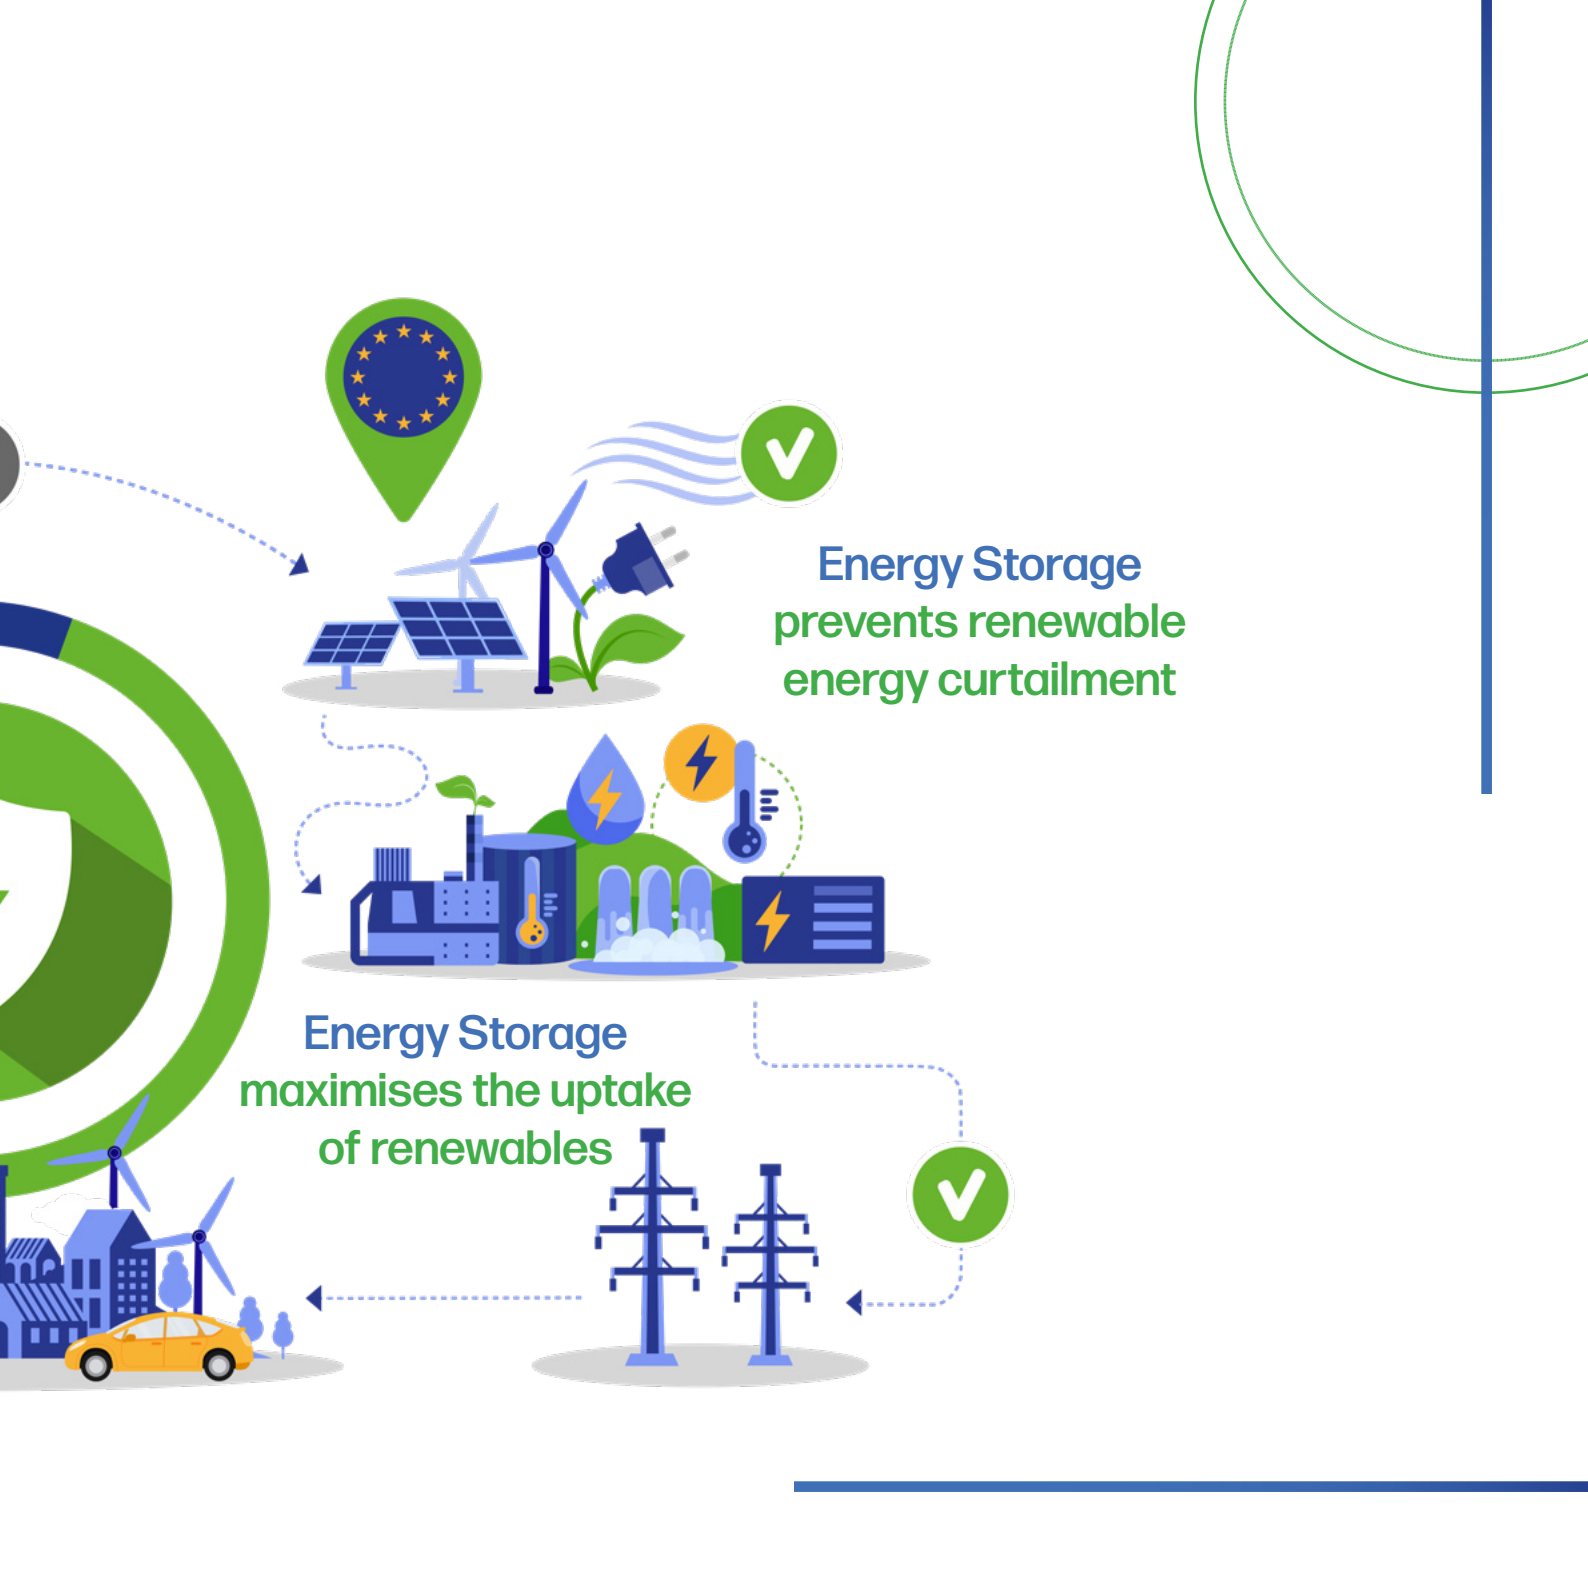 Energy Storage
prevents renewable
energy curtailment
Energy Storage
maximises the uptake
of renewables